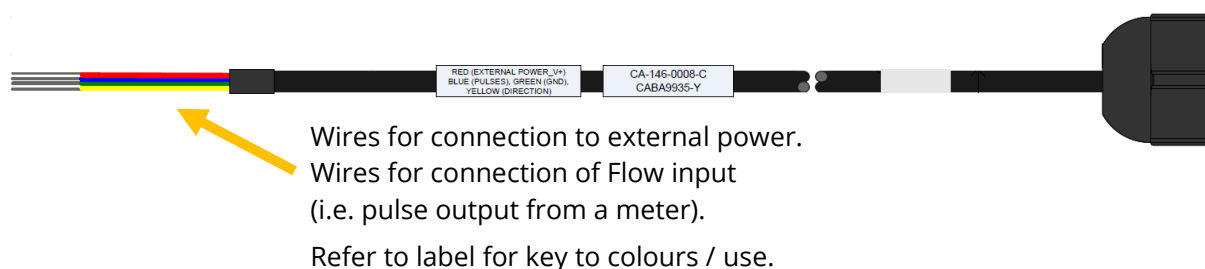 RED (EXTERNAL POWER_V+)
BLUE (PULSES), GREEN (GND),
YELLOW (DIRECTION)
CA-146-0008-C
CABA9935-Y
Wires for connection to external power.
Wires for connection of Flow input
(i.e. pulse output from a meter).
Refer to label for key to colours / use.